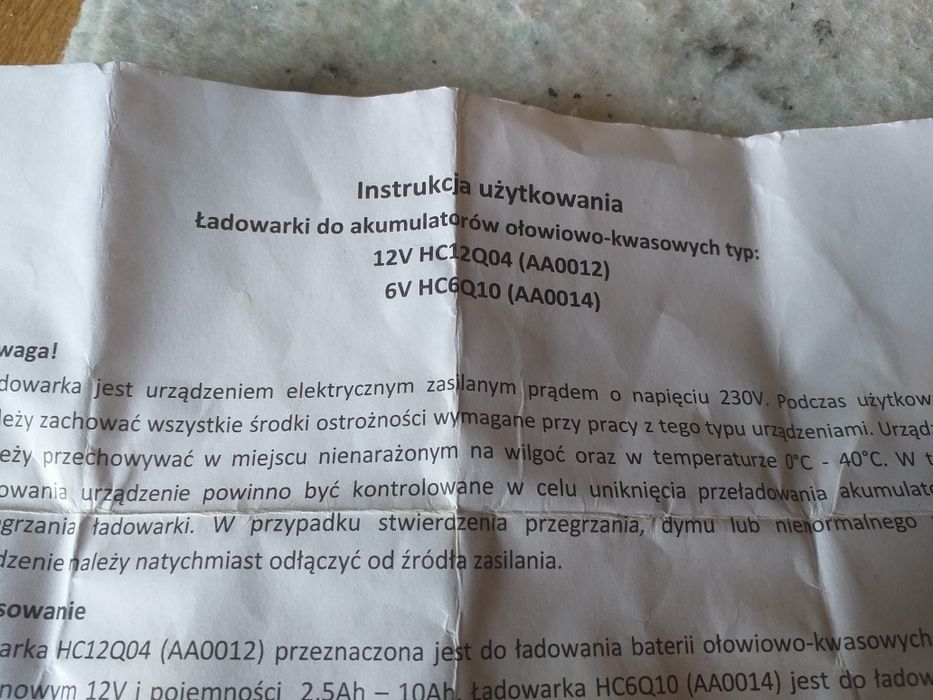 Instrukcja użytkowania
Ładowarki do akumulatorów ołowiowo-kwasowych typ:
12V HC12Q04 (AA0012)
6V HC6Q10 (AA0014)
waga!
dowarka jest urządzeniem elektrycznym zasilanym prądem o napięciu 230V. Podczas użytkow
leży zachować wszystkie środki ostrożności wymagane przy pracy z tego typu urządzeniami. Urządz
eży przechowywać w miejscu nienarażonym na wilgoć oraz w temperaturze 0°C - 40°C. W t
owania urządzenie powinno być kontrolowane w celu uniknięcia przeładowania akumulato
grzania ładowarki. W przypadku stwierdzenia przegrzania, dymu lub nienormalnego
dzenie należy natychmiast odłączyć od źródła zasilania.
sowanie
arka HC12Q04 (AA0012) przeznaczona jest do ładowania baterii ołowiowo-kwasowych
nowym 12V i pojemności 2,5Ah – 10Ah. Ładowarka HC6Q10 (AA0014) jest do ładow